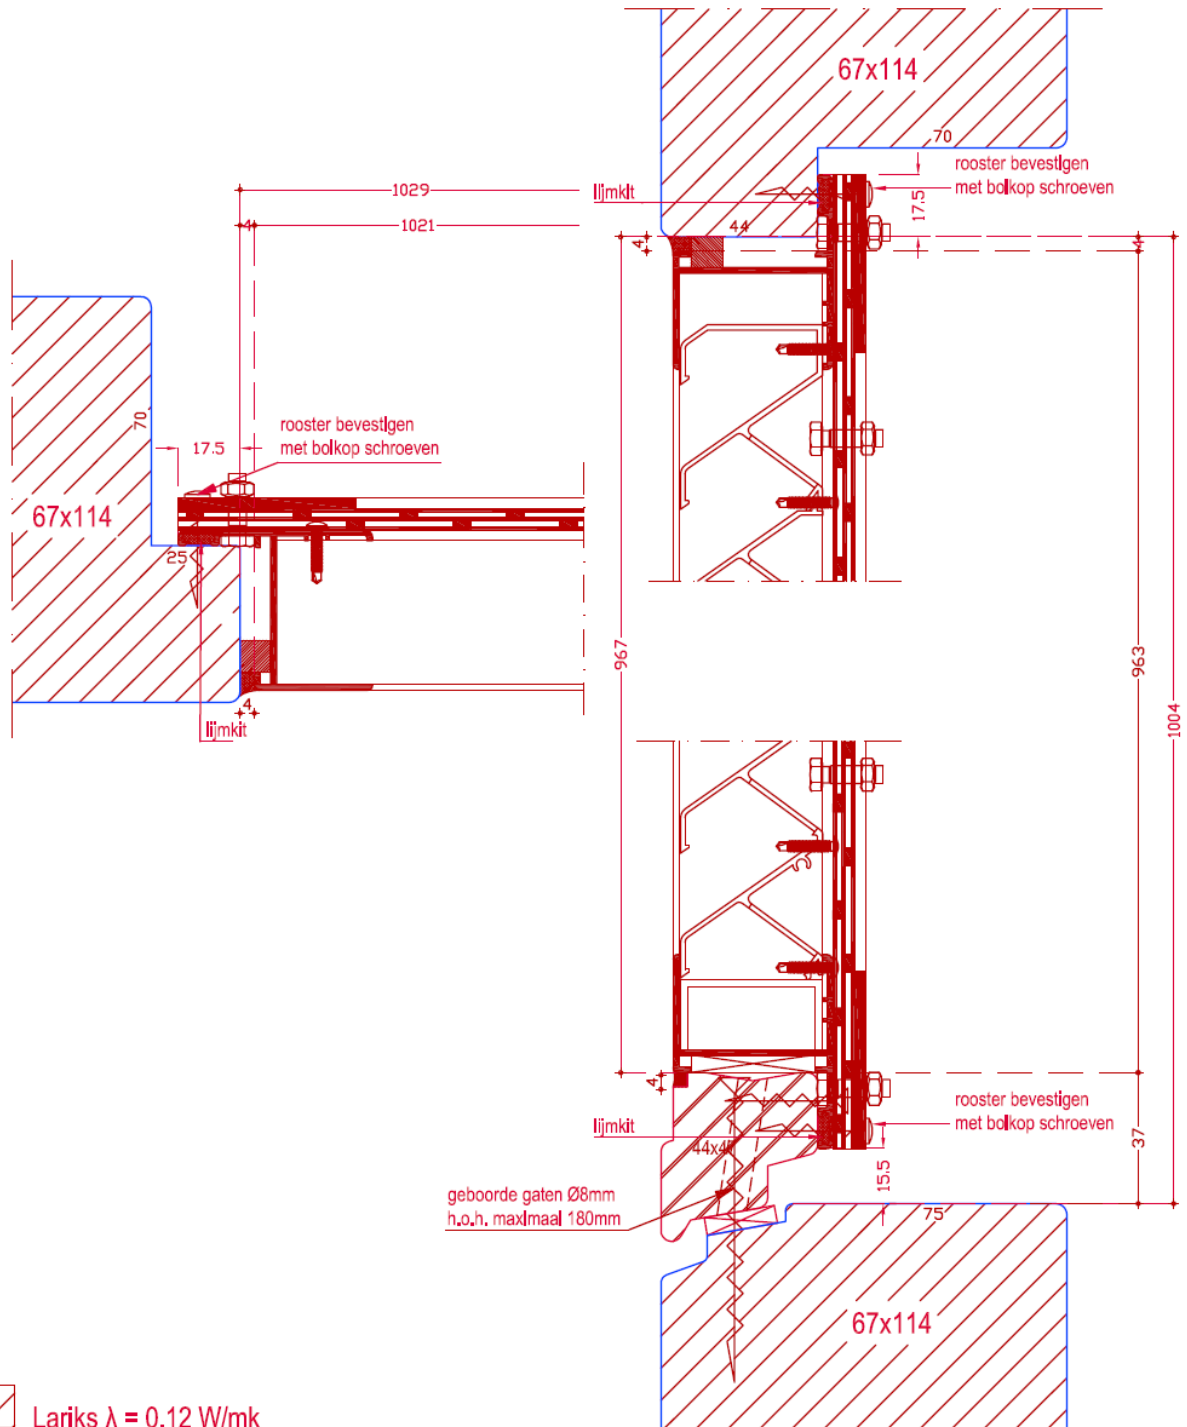 67x114
70
rooster bevestigen
met bolkop schroeven
lijmkit
17.5
1029
4
1021
44
4
4
70
17.5
rooster bevestigen
met bolkop schroeven
67x114
25
4
lijmkit
967
963
1004
4
rooster bevestigen
met bolkop schroeven
lijmkit
37
15.5
geboorde gaten Ø8mm
h.o.h. maximaal 180mm
75
67x114
Lariks λ = 0.12 W/mk